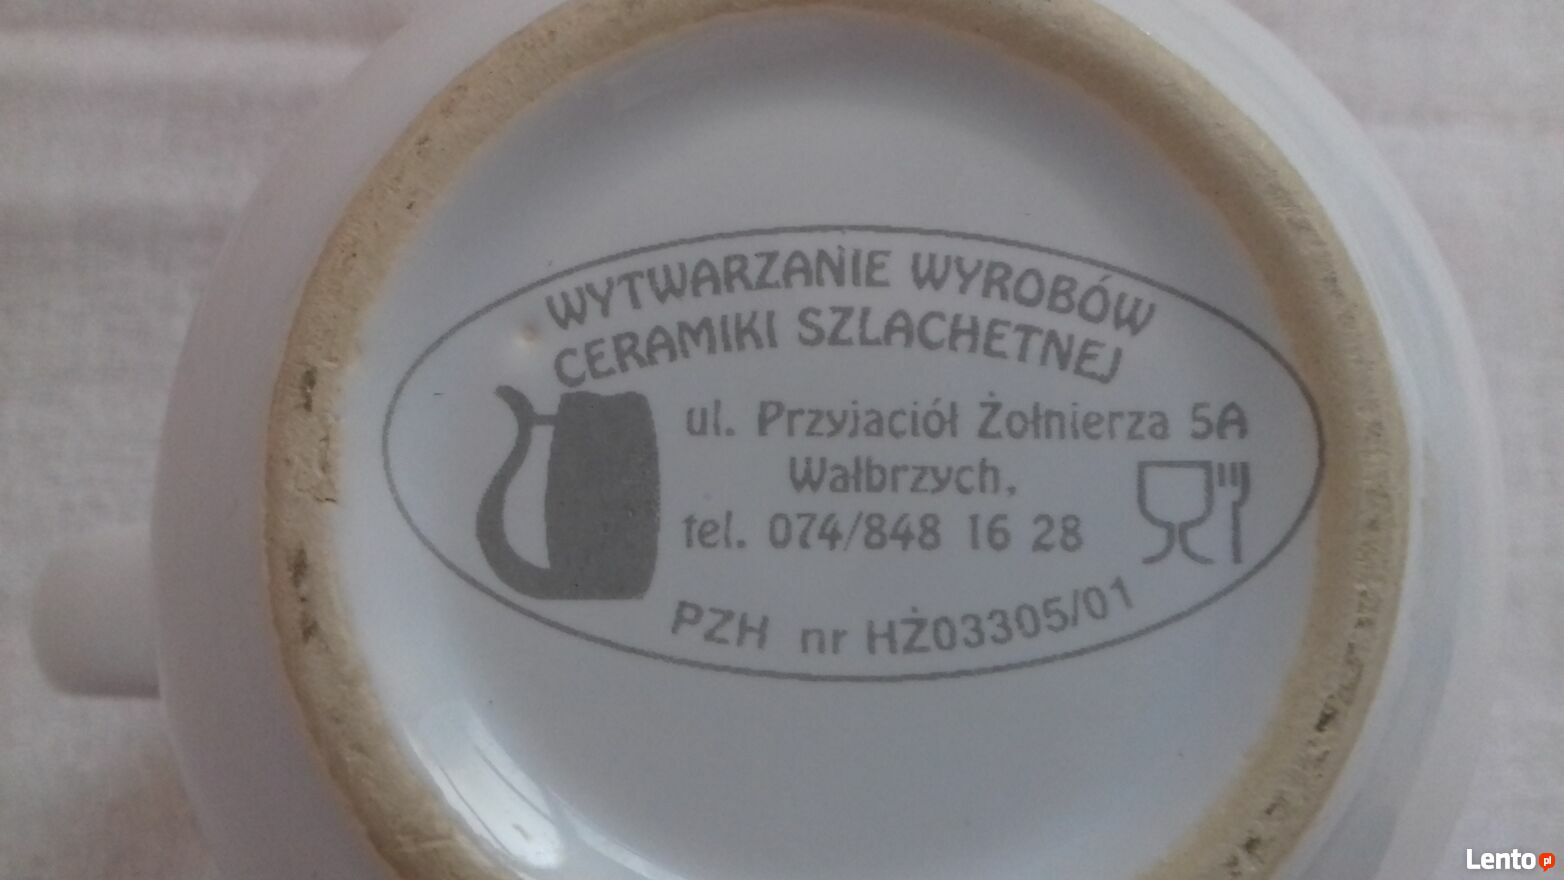 WYTWARZANIE WYROBÓW
CERAMIKI SZLACHETNEJ
ul. Przyjaciół Żołnierza 5A
Wałbrzych,
tel. 074/848 16 28
PZH nr HŻ03305/01
Lento.pl